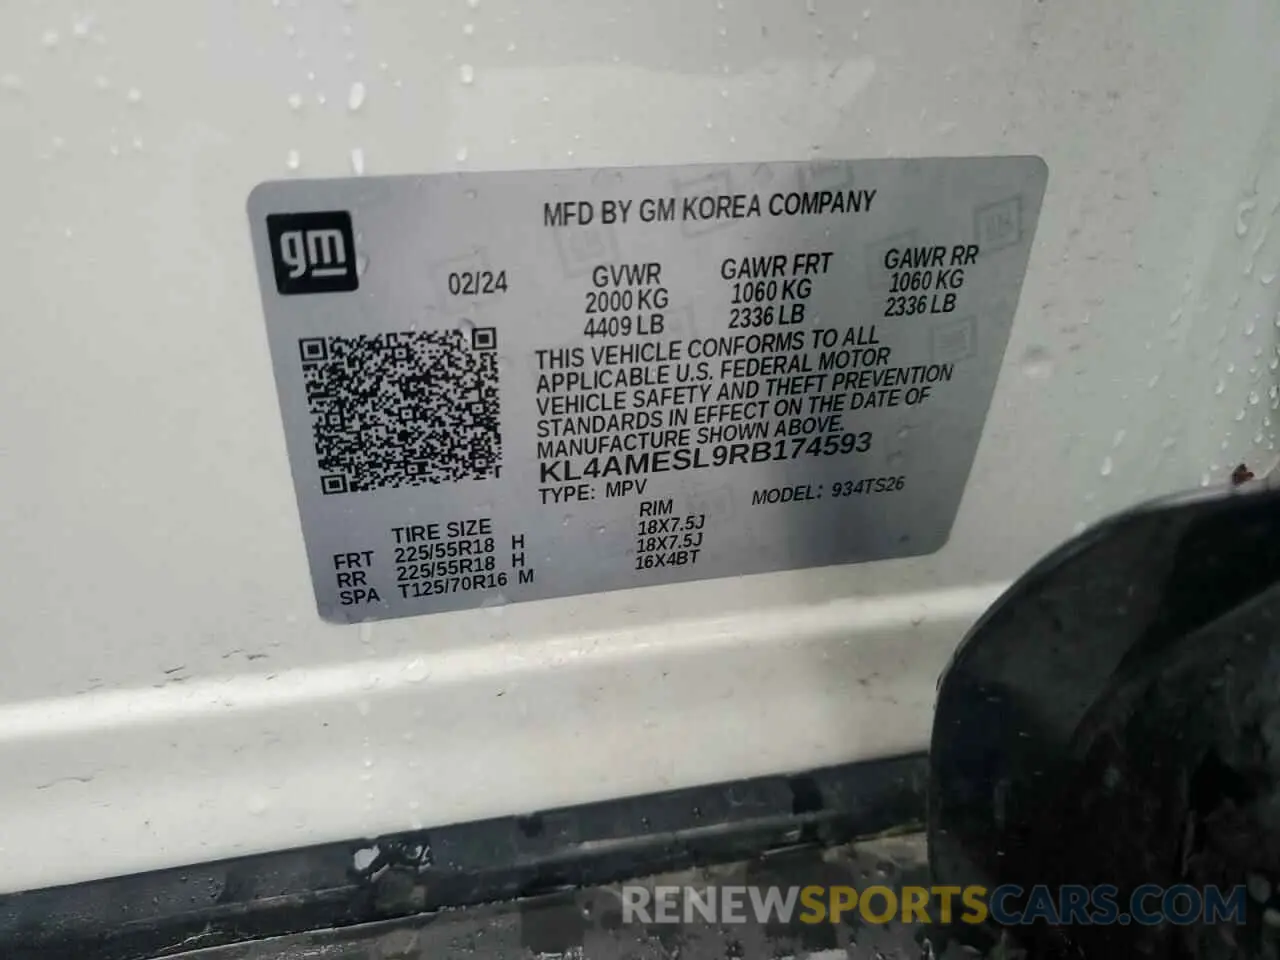 MFD BY GM KOREA COMPANY
gm
02/24
GVWR
2000 KG
4409 LB
GAWR FRT
1060 KG
2336 LB
GAWR RR
1060 KG
2336 LB
THIS VEHICLE CONFORMS TO ALL
APPLICABLE U.S. FEDERAL MOTOR
VEHICLE SAFETY AND THEFT PREVENTION
STANDARDS IN EFFECT ON THE DATE OF
MANUFACTURE SHOWN ABOVE.
KL4AMESL9RB174593
TYPE: MPV MODEL: 934TS26
TIRE SIZE RIM
FRT 225/55R18 H 18X7.5J
RR 225/55R18 H 18X7.5J
SPA T125/70R16 M 16X4BT
RENEWSPORTSCARS.COM